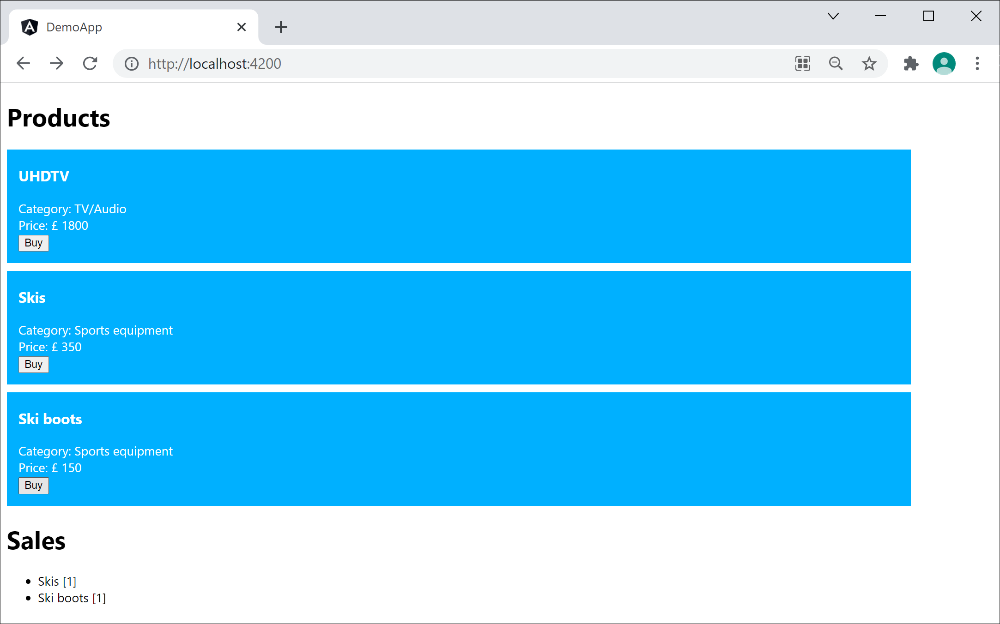 DemoApp
http://localhost:4200
Products
UHDTV
Category: TV/Audio
Price: £ 1800
Buy
Skis
Category: Sports equipment
Price: £ 350
Buy
Ski boots
Category: Sports equipment
Price: £ 150
Buy
Sales
• Skis [1]
• Ski boots [1]